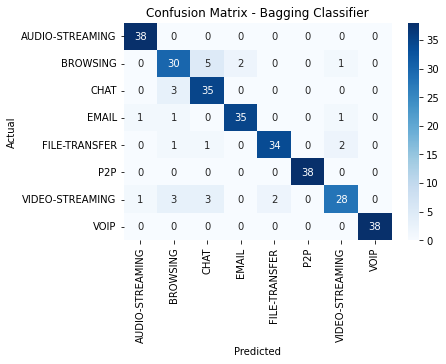 Confusion Matrix - Bagging Classifier
AUDIO-STREAMING 38 0 0 0 0 0 0 0
BROWSING 0 30 5 2 0 0 1 0
CHAT 0 3 35 0 0 0 0 0
EMAIL 1 1 0 35 0 0 1 0
FILE-TRANSFER 0 1 1 0 34 0 2 0
P2P 0 0 0 0 0 38 0 0
VIDEO-STREAMING 1 3 3 0 2 0 28 0
VOIP 0 0 0 0 0 0 0 38
Actual
AUDIO-STREAMING
BROWSING
CHAT
EMAIL
FILE-TRANSFER
P2P
VIDEO-STREAMING
VOIP
Predicted
35
30
25
20
15
10
5
0